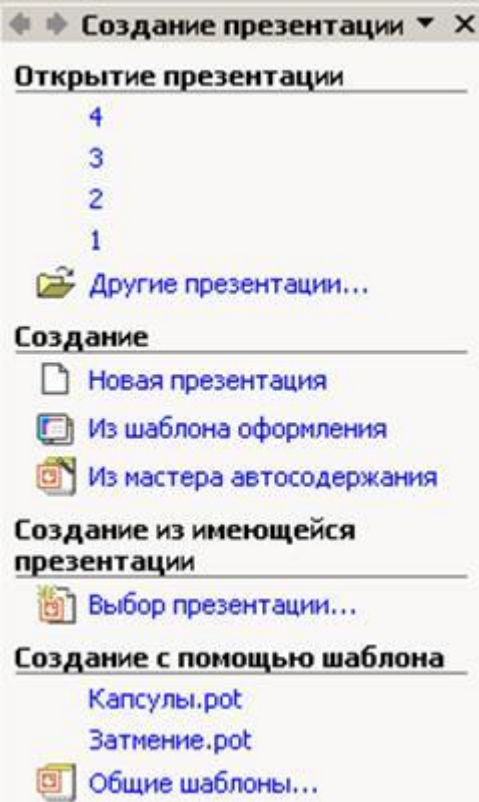 Создание презентации
Открытие презентации
4
3
2
1
Другие презентации...
Создание
Новая презентация
Из шаблона оформления
Из мастера автосодержания
Создание из имеющейся
презентации
Выбор презентации...
Создание с помощью шаблона
Капсулы.pot
Затмение.pot
Общие шаблоны...